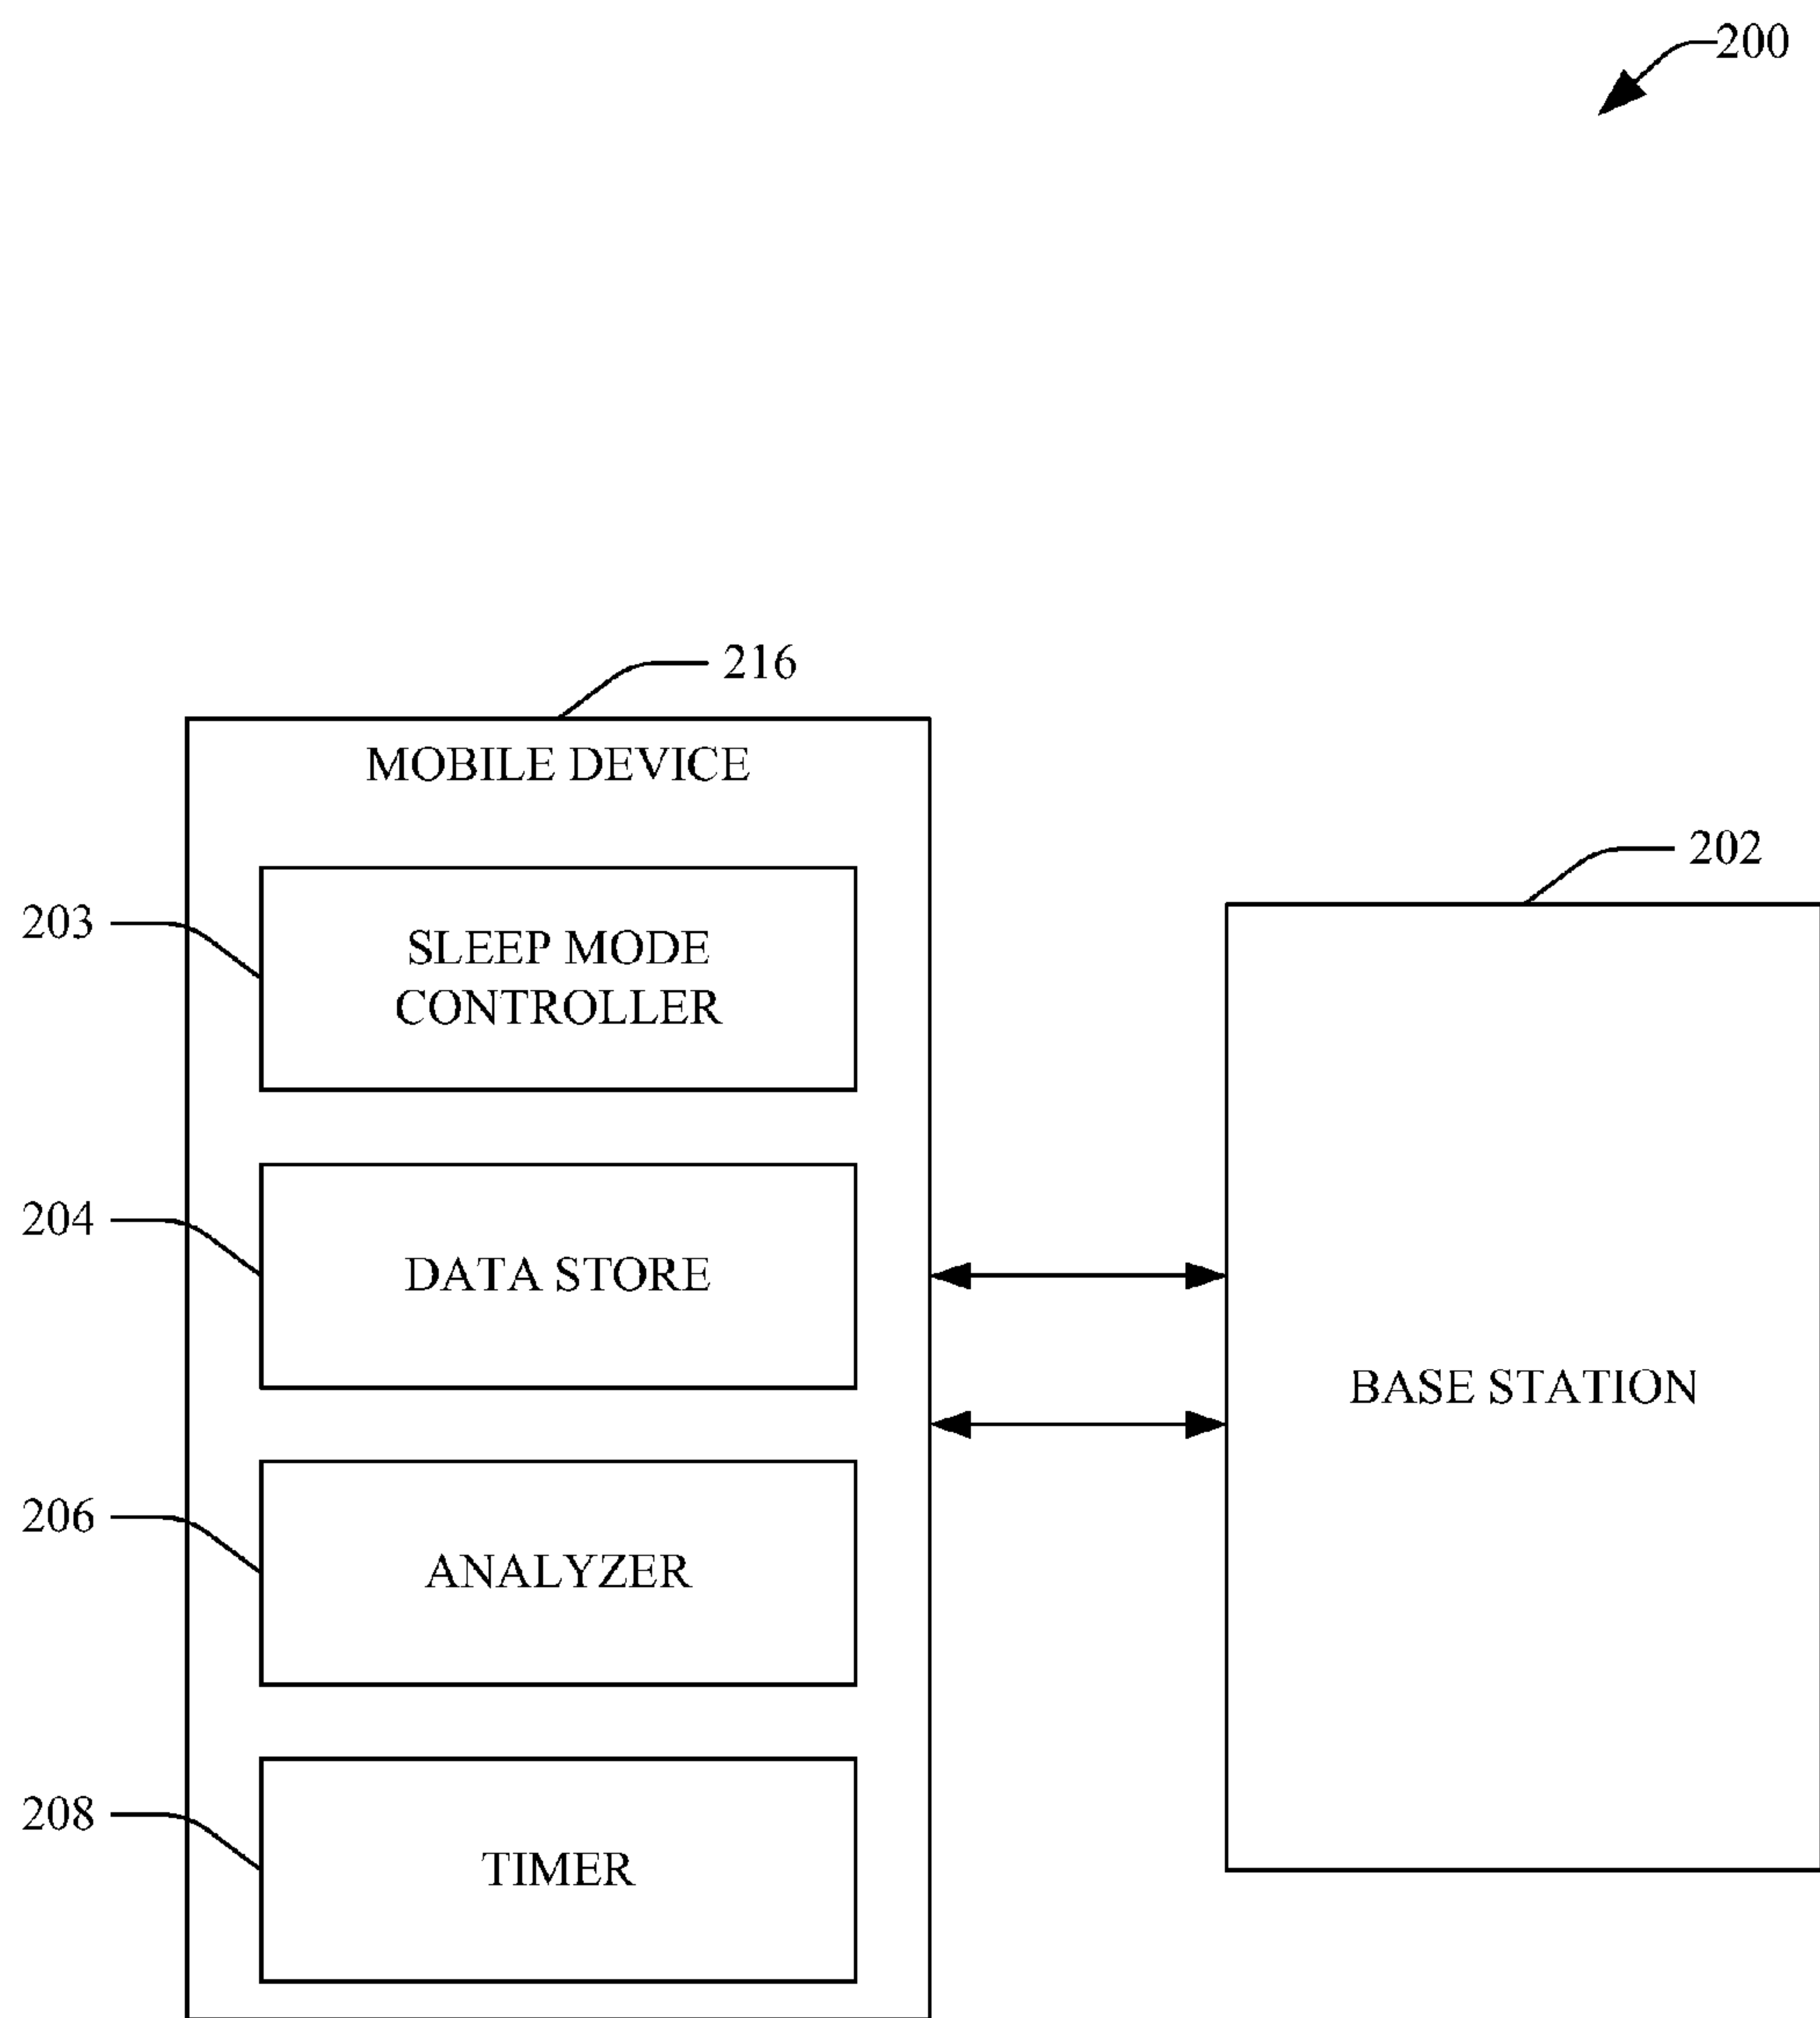 200
216
MOBILE DEVICE
202
203
SLEEP MODE
CONTROLLER
204
DATA STORE
BASE STATION
206
ANALYZER
208
TIMER